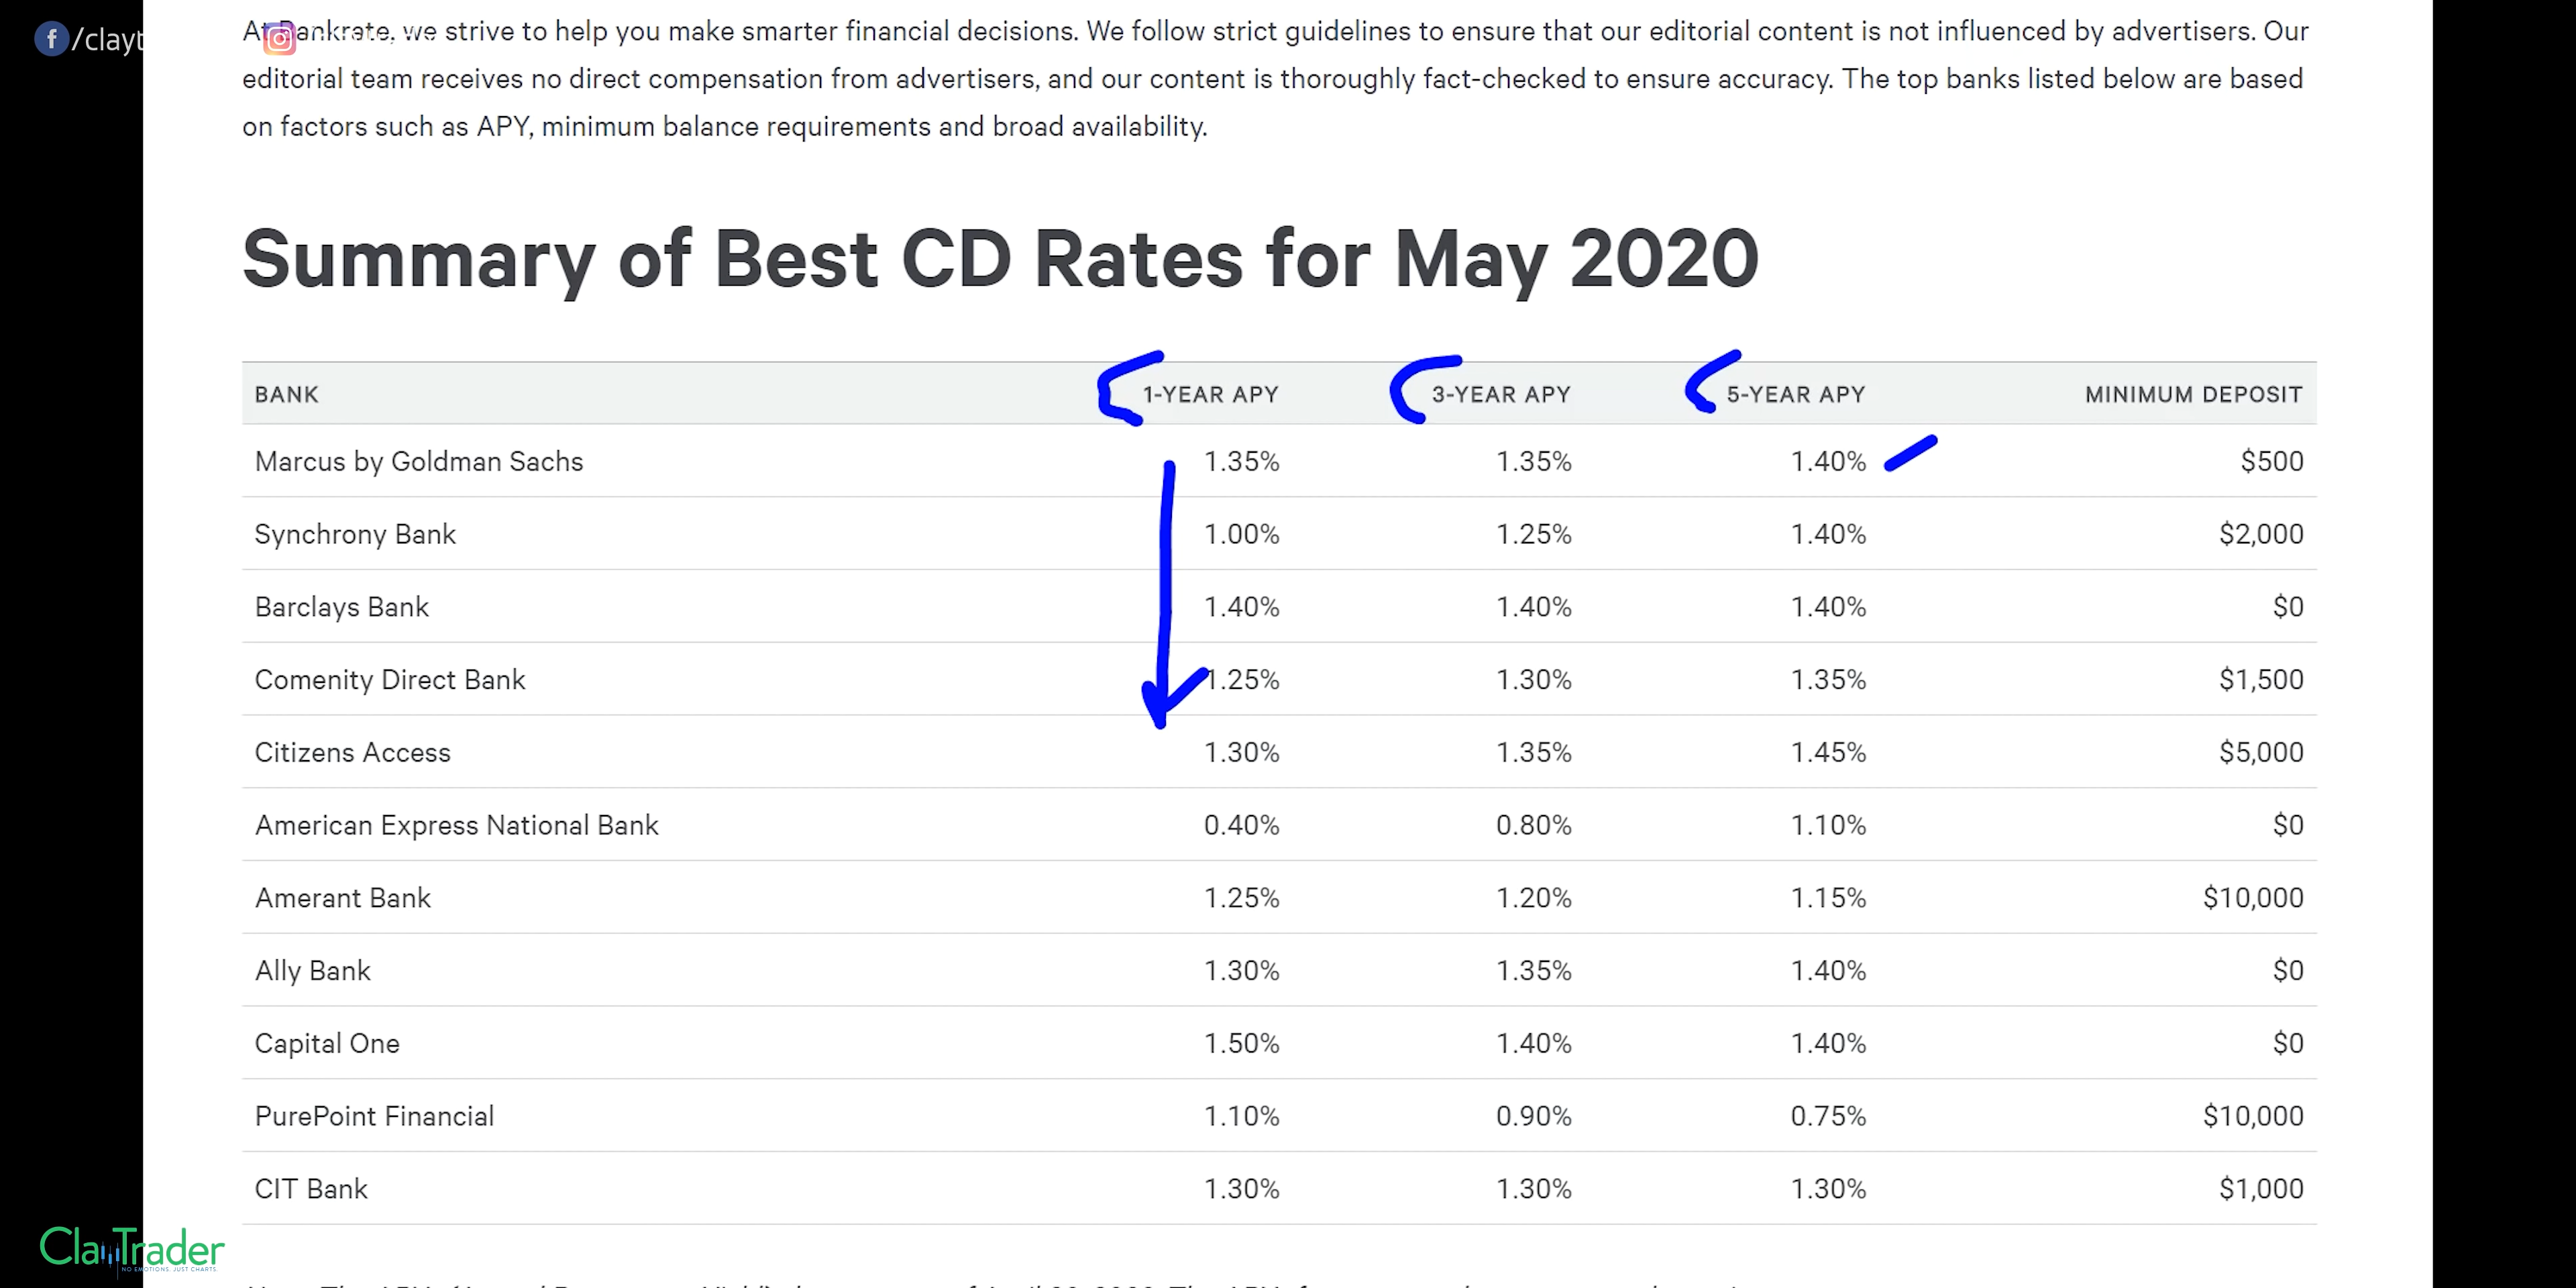 /clayt
At Bankrate, we strive to help you make smarter financial decisions. We follow strict guidelines to ensure that our editorial content is not influenced by advertisers. Our
editorial team receives no direct compensation from advertisers, and our content is thoroughly fact-checked to ensure accuracy. The top banks listed below are based
on factors such as APY, minimum balance requirements and broad availability.
Summary of Best CD Rates for May 2020
BANK 1-YEAR APY 3-YEAR APY 5-YEAR APY MINIMUM DEPOSIT
Marcus by Goldman Sachs 1.35% 1.35% 1.40% $500
Synchrony Bank 1.00% 1.25% 1.40% $2,000
Barclays Bank 1.40% 1.40% 1.40% $0
Comenity Direct Bank 1.25% 1.30% 1.35% $1,500
Citizens Access 1.30% 1.35% 1.45% $5,000
American Express National Bank 0.40% 0.80% 1.10% $0
Amerant Bank 1.25% 1.20% 1.15% $10,000
Ally Bank 1.30% 1.35% 1.40% $0
Capital One 1.50% 1.40% 1.40% $0
PurePoint Financial 1.10% 0.90% 0.75% $10,000
CIT Bank 1.30% 1.30% 1.30% $1,000
ClayTrader
NO EMOTIONS. JUST CHARTS.